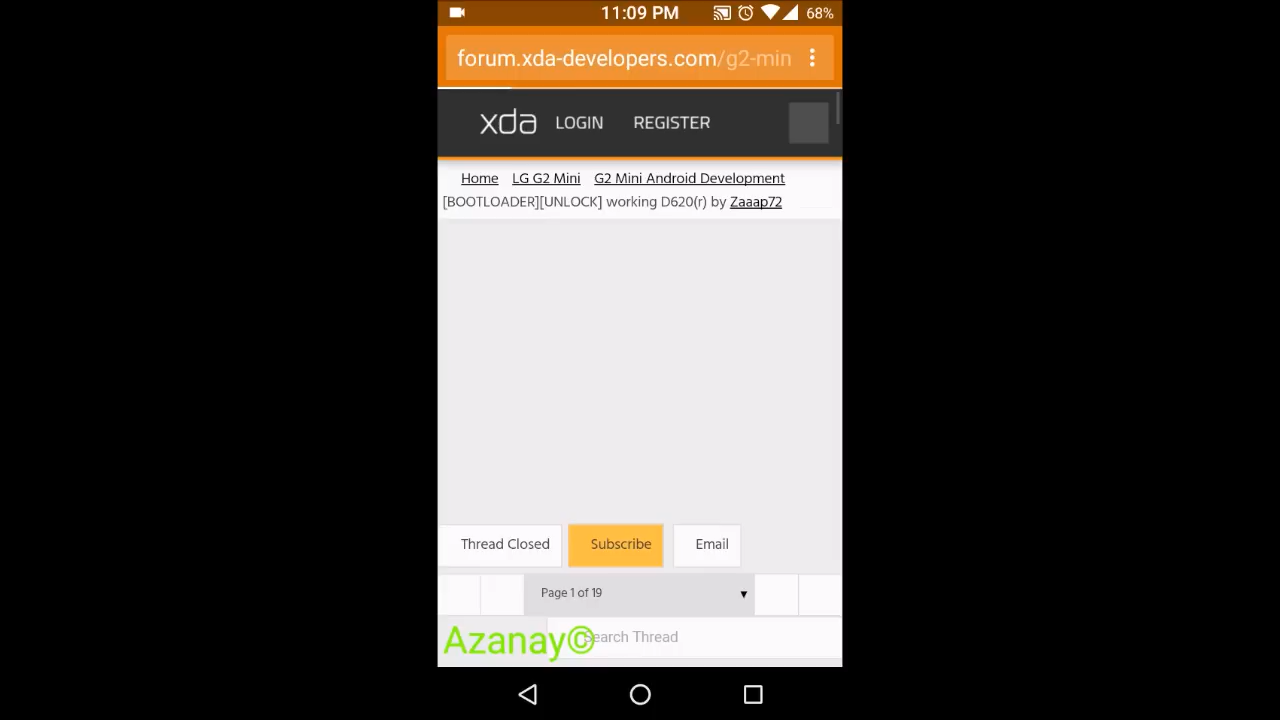 11:09 PM 68%
forum.xda-developers.com/g2-min
xda LOGIN REGISTER
Home LG G2 Mini G2 Mini Android Development
[BOOTLOADER][UNLOCK] working D620(r) by Zaaap72
Thread Closed Subscribe Email
Page 1 of 19
Azanay© Search Thread